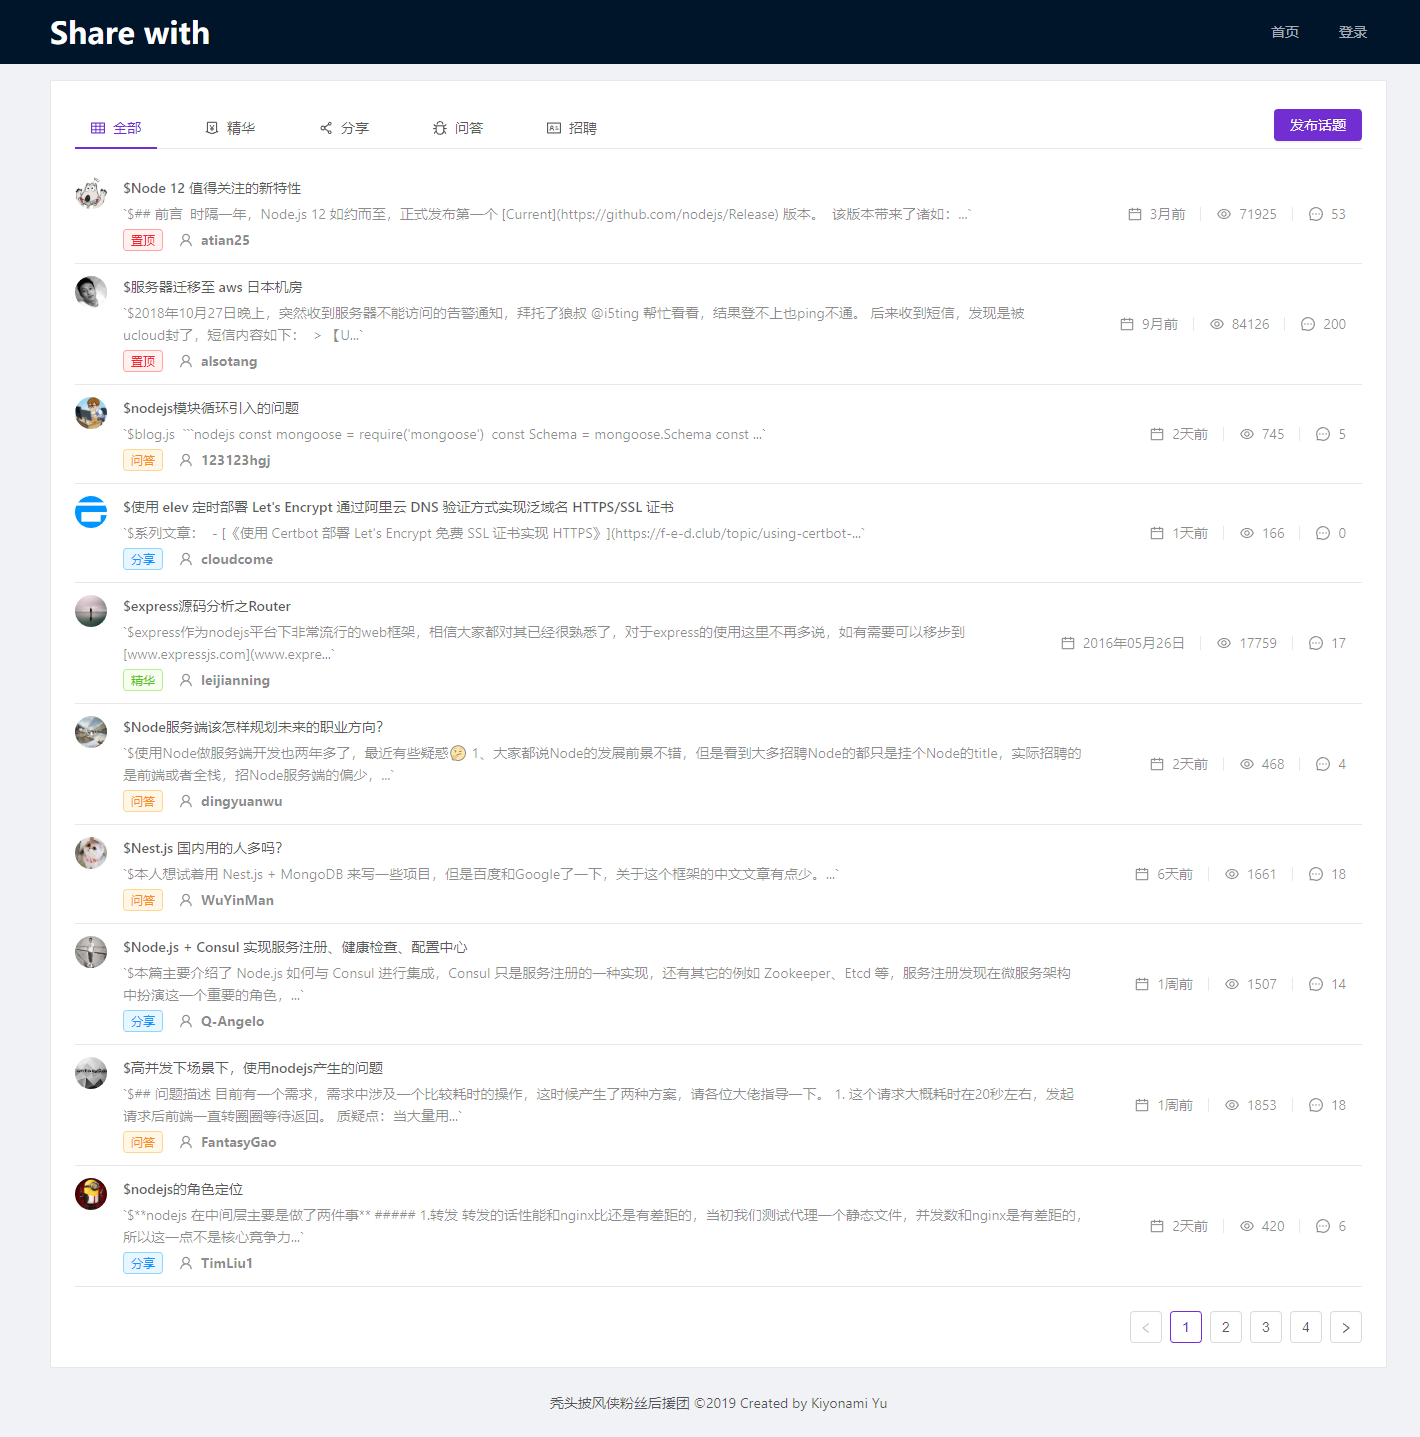 Share with
首页 登录
全部 精华 分享 问答 招聘 发布话题
$Node 12 值得关注的新特性
`$## 前言  时隔一年，Node.js 12 如约而至，正式发布第一个 [Current](https://github.com/nodejs/Release) 版本。  该版本带来了诸如：...`
3月前 71925 53
置顶 atian25
$服务器迁移至 aws 日本机房
`$2018年10月27日晚上，突然收到服务器不能访问的告警通知，拜托了狼叔 @i5ting 帮忙看看，结果登不上也ping不通。 后来收到短信，发现是被
ucloud封了，短信内容如下：  > 【U...`
9月前 84126 200
置顶 alsotang
$nodejs模块循环引入的问题
`$blog.js  ```nodejs const mongoose = require('mongoose')  const Schema = mongoose.Schema const ...`
2天前 745 5
问答 123123hgj
$使用 elev 定时部署 Let's Encrypt 通过阿里云 DNS 验证方式实现泛域名 HTTPS/SSL 证书
`$系列文章：  - [《使用 Certbot 部署 Let's Encrypt 免费 SSL 证书实现 HTTPS》](https://f-e-d.club/topic/using-certbot-...`
1天前 166 0
分享 cloudcome
$express源码分析之Router
`$express作为nodejs平台下非常流行的web框架，相信大家都对其已经很熟悉了，对于express的使用这里不再多说，如有需要可以移步到
[www.expressjs.com](www.expre...`
2016年05月26日 17759 17
精华 leijianning
$Node服务端该怎样规划未来的职业方向？
`$使用Node做服务端开发也两年多了，最近有些疑惑🤔 1、大家都说Node的发展前景不错，但是看到大多招聘Node的都只是挂个Node的title，实际招聘的
是前端或者全栈，招Node服务端的偏少，...`
2天前 468 4
问答 dingyuanwu
$Nest.js 国内用的人多吗？
`$本人想试着用 Nest.js + MongoDB 来写一些项目，但是百度和Google了一下，关于这个框架的中文文章有点少。...`
6天前 1661 18
问答 WuYinMan
$Node.js + Consul 实现服务注册、健康检查、配置中心
`$本篇主要介绍了 Node.js 如何与 Consul 进行集成，Consul 只是服务注册的一种实现，还有其它的例如 Zookeeper、Etcd 等，服务注册发现在微服务架构
中扮演这一个重要的角色，...`
1周前 1507 14
分享 Q-Angelo
$高并发下场景下，使用nodejs产生的问题
`$## 问题描述 目前有一个需求，需求中涉及一个比较耗时的操作，这时候产生了两种方案，请各位大佬指导一下。 1. 这个请求大概耗时在20秒左右，发起
请求后前端一直转圈圈等待返回。 质疑点：当大量用...`
1周前 1853 18
问答 FantasyGao
$nodejs的角色定位
`$**nodejs 在中间层主要是做了两件事** ##### 1.转发 转发的话性能和nginx比还是有差距的，当初我们测试代理一个静态文件，并发数和nginx是有差距的，
所以这一点不是核心竞争力...`
2天前 420 6
分享 TimLiu1
< 1 2 3 4 >
秃头披风侠粉丝后援团 ©2019 Created by Kiyonami Yu